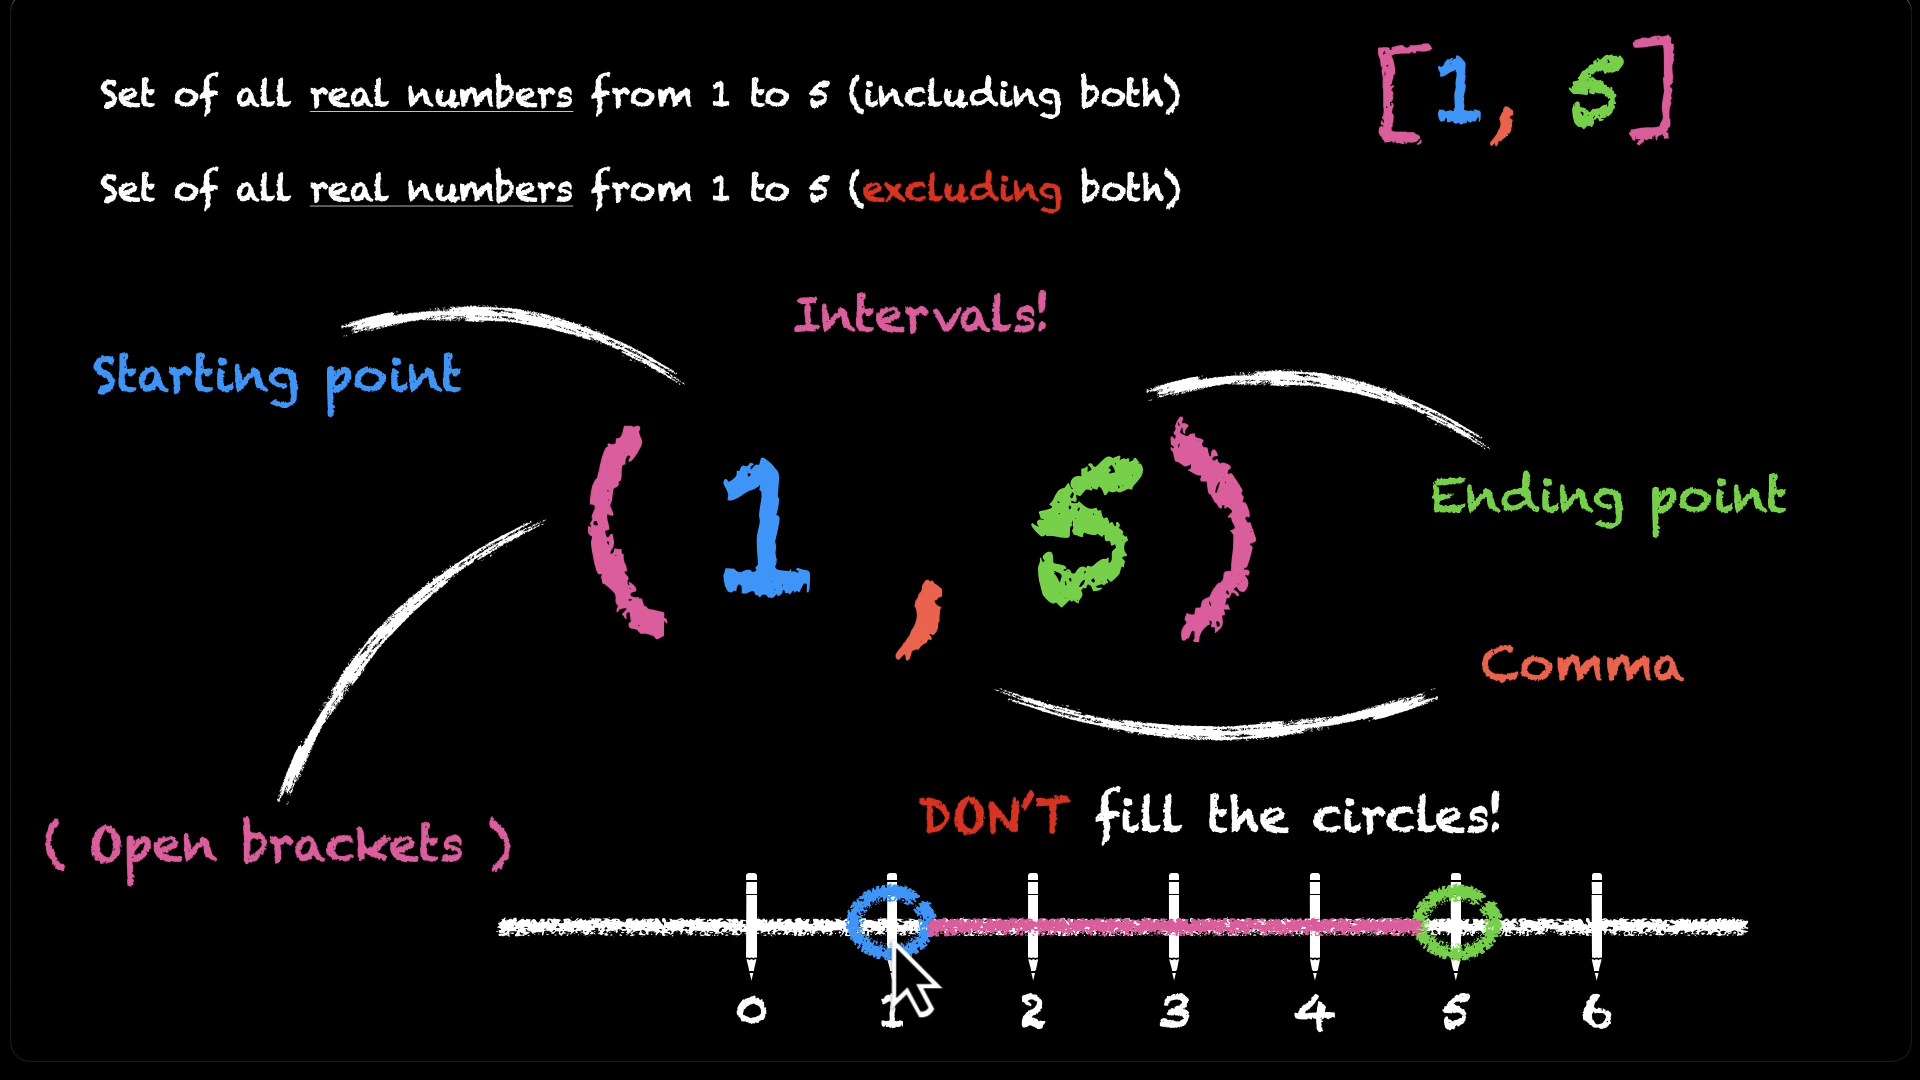 Set of all real numbers from 1 to 5 (including both)
[1, 5]
Set of all real numbers from 1 to 5 (excluding both)
Intervals!
Starting point
(1, 5)
Ending point
Comma
( Open brackets )
DON'T fill the circles!
0 1 2 3 4 5 6